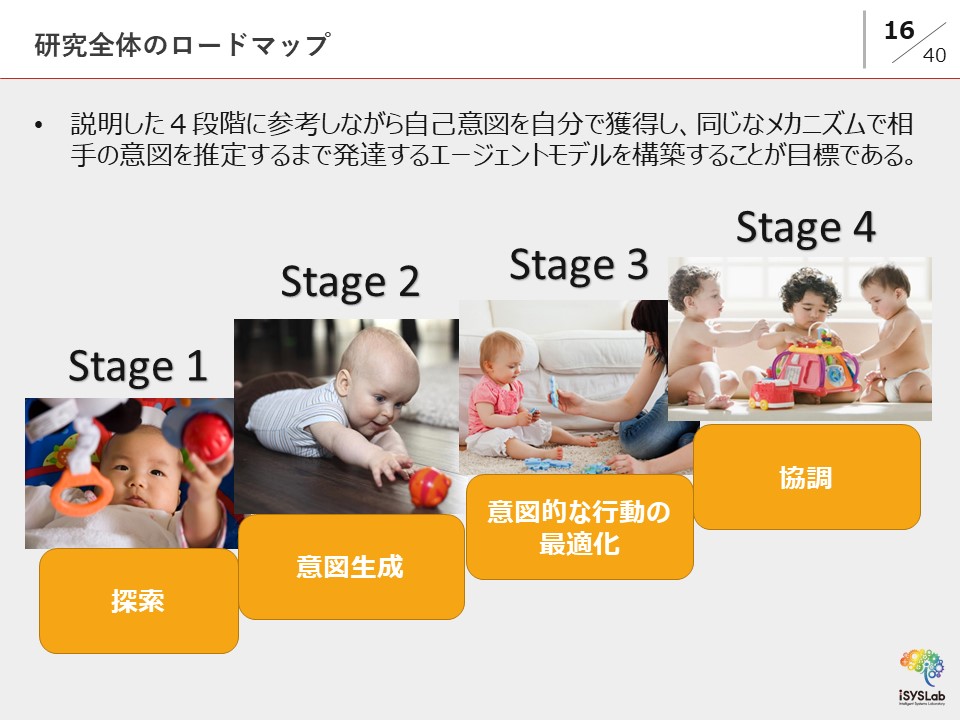 研究全体のロードマップ
16
40
• 説明した４段階に参考しながら自己意図を自分で獲得し、同じなメカニズムで相
手の意図を推定するまで発達するエージェントモデルを構築することが目標である。
Stage 1
Stage 2
Stage 3
Stage 4
探索
意図生成
意図的な行動の
最適化
協調
iSYSLab
Intelligent Systems Laboratory